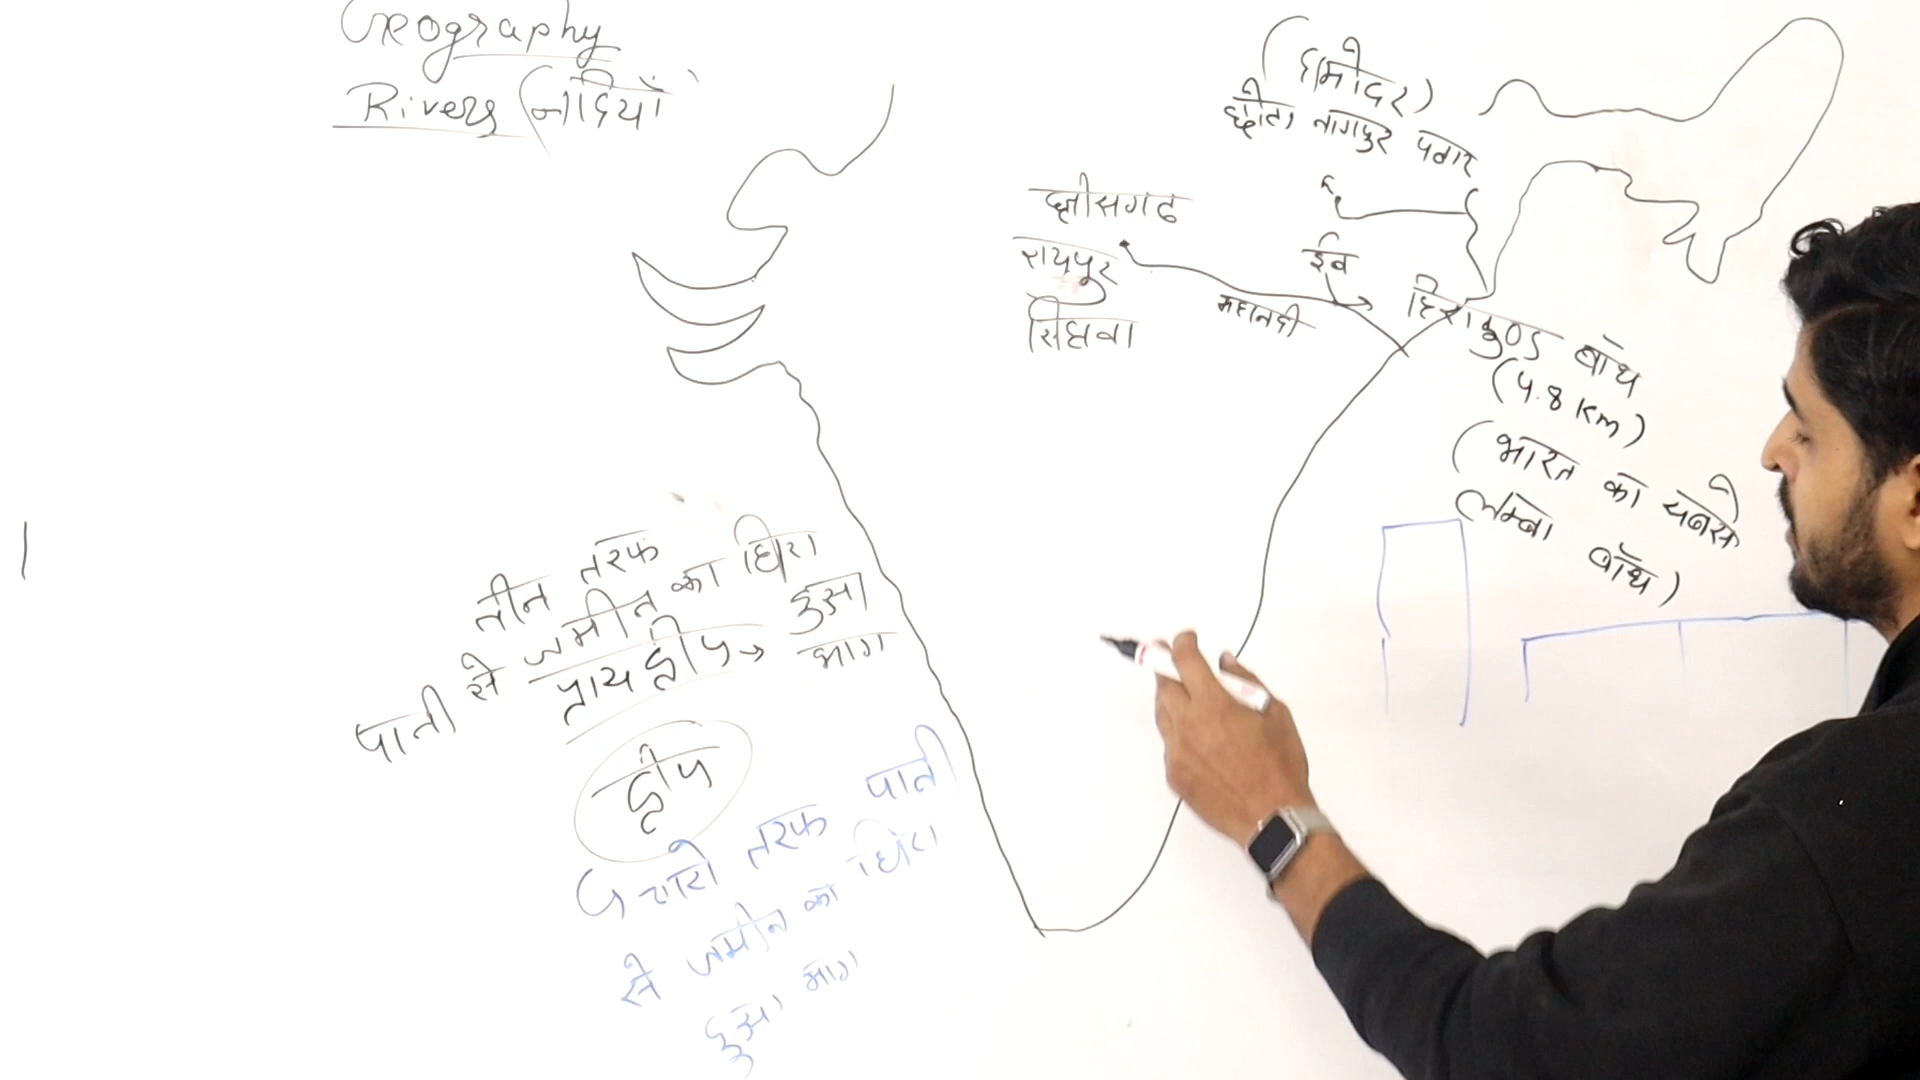 Geography
Rivers (नदियाँ)
(दामोदर)
छोटा नागपुर पठार
छत्तीसगढ
रायपुर
सिहावा
ईब
महानदी
हिराकुण्ड बाँध
(4.8 km)
(भारत का सबसे
लम्बा बाँध)
तीन तरफ
पानी से जमीन का घिरा
हुआ
प्रायद्वीप → भाग
द्वीप
चारो तरफ पानी
से जमीन का घिरा
हुआ भाग